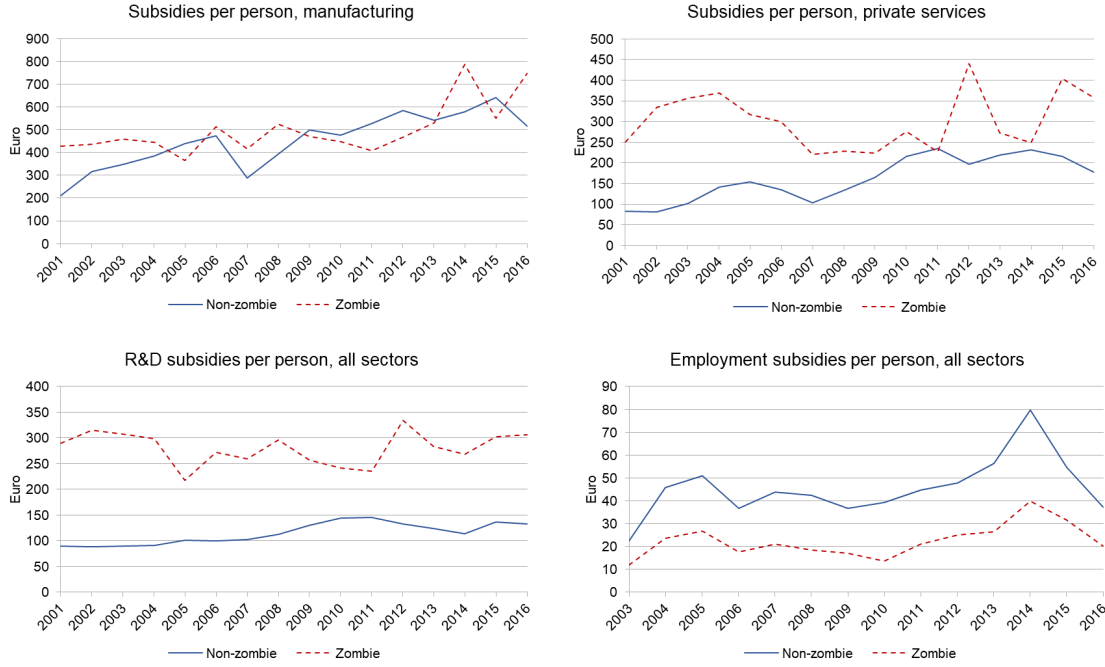 Subsidies per person, manufacturing
900
800
700
600
500
400
300
200
100
0
Euro
2001 2002 2003 2004 2005 2006 2007 2008 2009 2010 2011 2012 2013 2014 2015 2016
Non-zombie Zombie
Subsidies per person, private services
500
450
400
350
300
250
200
150
100
50
0
Euro
2001 2002 2003 2004 2005 2006 2007 2008 2009 2010 2011 2012 2013 2014 2015 2016
Non-zombie Zombie
R&D subsidies per person, all sectors
400
350
300
250
200
150
100
50
0
Euro
2001 2002 2003 2004 2005 2006 2007 2008 2009 2010 2011 2012 2013 2014 2015 2016
Non-zombie Zombie
Employment subsidies per person, all sectors
90
80
70
60
50
40
30
20
10
0
Euro
2003 2004 2005 2006 2007 2008 2009 2010 2011 2012 2013 2014 2015 2016
Non-zombie Zombie